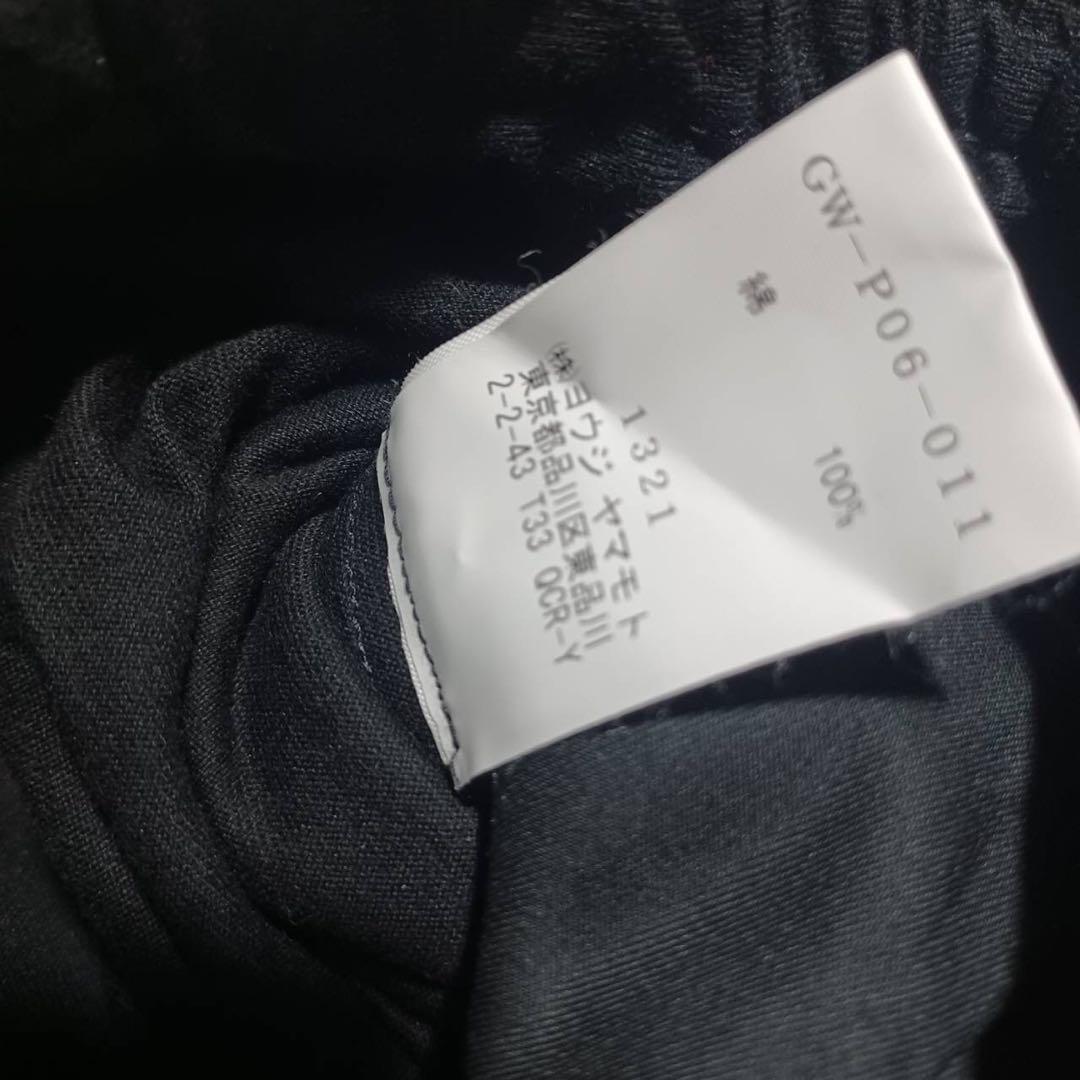 GW-P06-011
綿 100%
1321
(株)ヨウジ ヤマモト
東京都品川区東品川
2-2-43 T33 QCR-Y